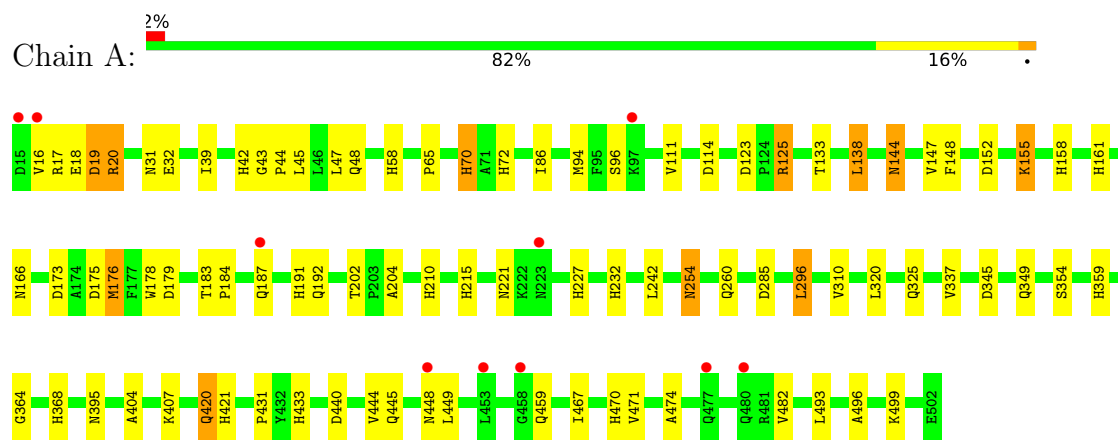 2%
Chain A:
82% 16% •
D15 V16 R17 E18 D19 R20 N31 E32 I39 H42 G43 P44 L45 L46 L47 Q48 H58 P65 H70 A71 H72 I86 M94 F95 S96 K97 V111 D114 D123 P124 R125 T133 L138 N144 V147 F148 D152 K155 H158 H161
N166 D173 A174 D175 M176 F177 W178 D179 T183 P184 Q187 H191 Q192 T202 P203 A204 H210 H215 N221 K222 N223 H227 H232 L242 N254 Q260 D285 L296 V310 L320 Q325 V337 D345 Q349 S354 H359
G364 H368 N395 A404 K407 Q420 H421 P431 Y432 H433 D440 V444 Q445 N448 L449 L453 G458 Q459 I467 H470 V471 A474 Q477 Q480 R481 V482 L493 A496 K499 E502